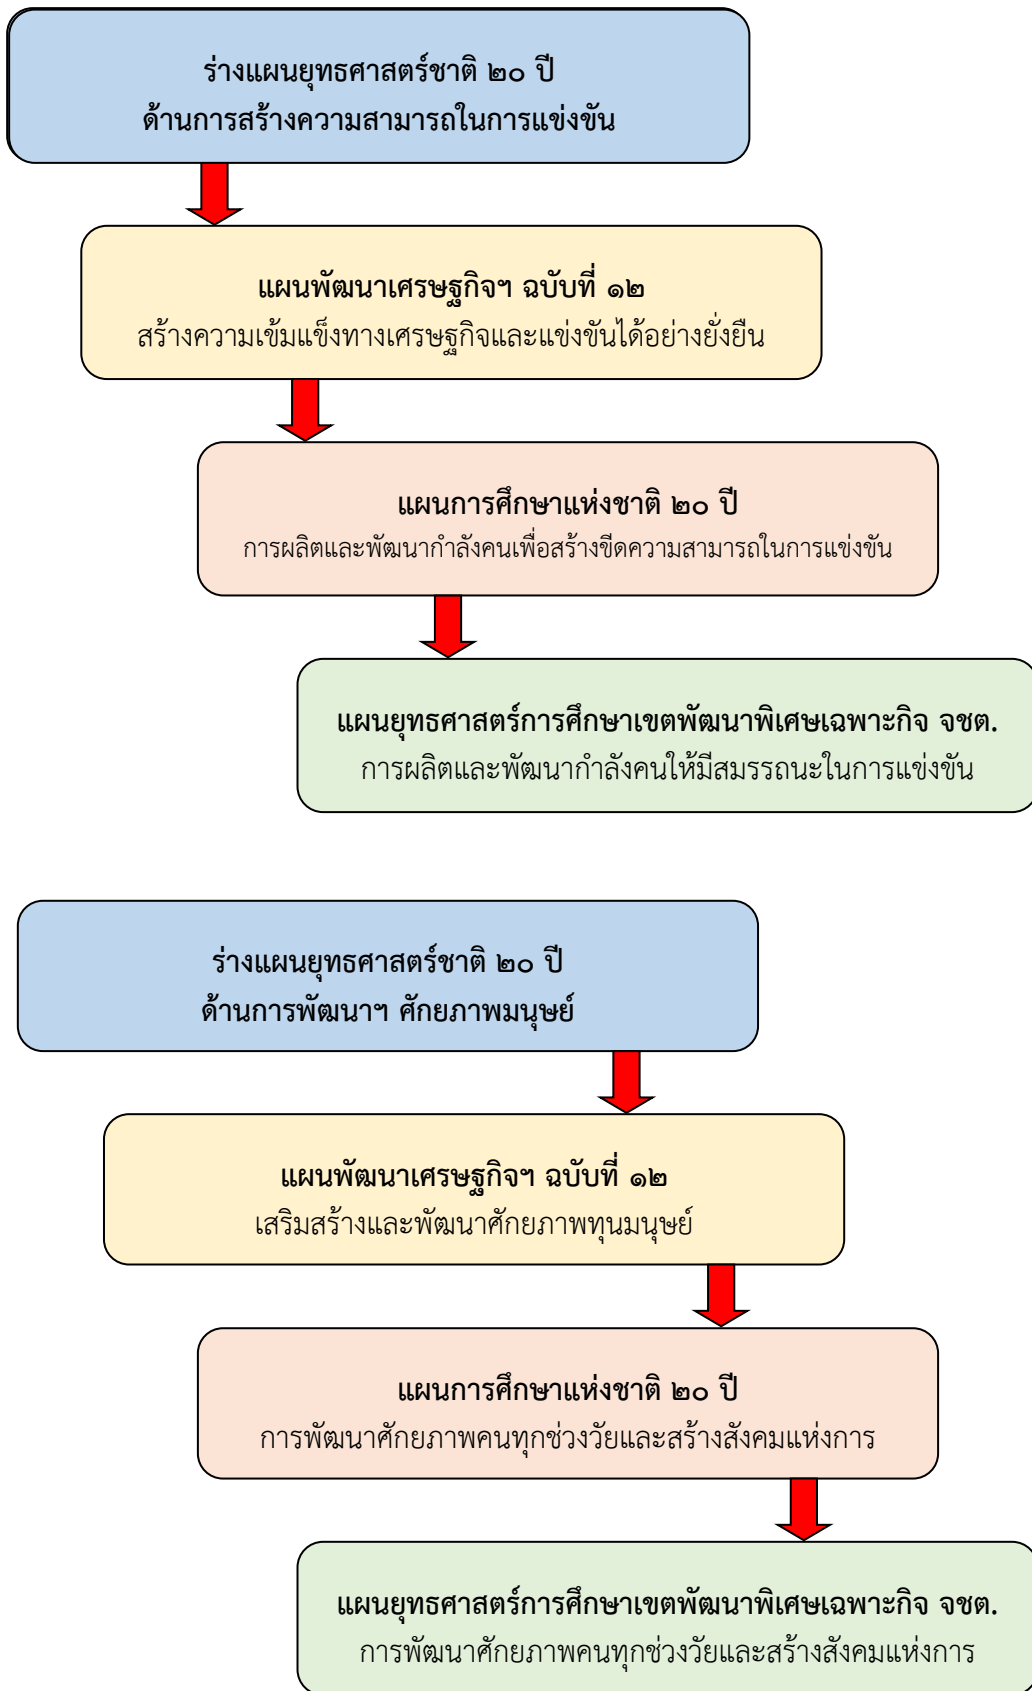 ร่างแผนยุทธศาสตร์ชาติ ๒๐ ปี
ด้านการสร้างความสามารถในการแข่งขัน
แผนพัฒนาเศรษฐกิจฯ ฉบับที่ ๑๒
สร้างความเข้มแข็งทางเศรษฐกิจและแข่งขันได้อย่างยั่งยืน
แผนการศึกษาแห่งชาติ ๒๐ ปี
การผลิตและพัฒนากำลังคนเพื่อสร้างขีดความสามารถในการแข่งขัน
แผนยุทธศาสตร์การศึกษาเขตพัฒนาพิเศษเฉพาะกิจ จชต.
การผลิตและพัฒนากำลังคนให้มีสมรรถนะในการแข่งขัน
ร่างแผนยุทธศาสตร์ชาติ ๒๐ ปี
ด้านการพัฒนาฯ ศักยภาพมนุษย์
แผนพัฒนาเศรษฐกิจฯ ฉบับที่ ๑๒
เสริมสร้างและพัฒนาศักยภาพทุนมนุษย์
แผนการศึกษาแห่งชาติ ๒๐ ปี
การพัฒนาศักยภาพคนทุกช่วงวัยและสร้างสังคมแห่งการ
แผนยุทธศาสตร์การศึกษาเขตพัฒนาพิเศษเฉพาะกิจ จชต.
การพัฒนาศักยภาพคนทุกช่วงวัยและสร้างสังคมแห่งการ